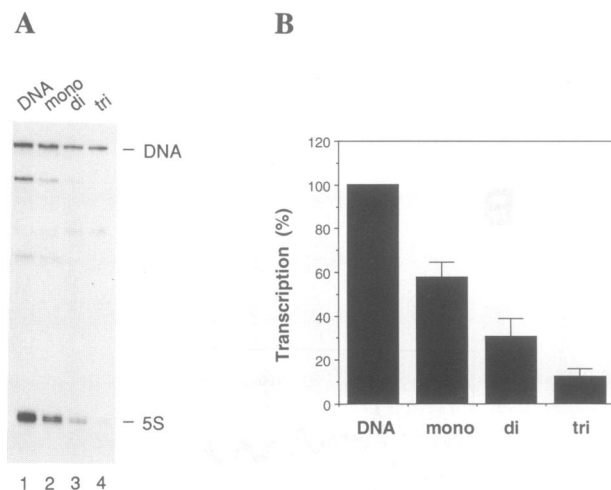 A
DNA mono di tri
– DNA
– 5S
1 2 3 4
B
120
100
80
60
40
20
0
Transcription (%)
DNA mono di tri